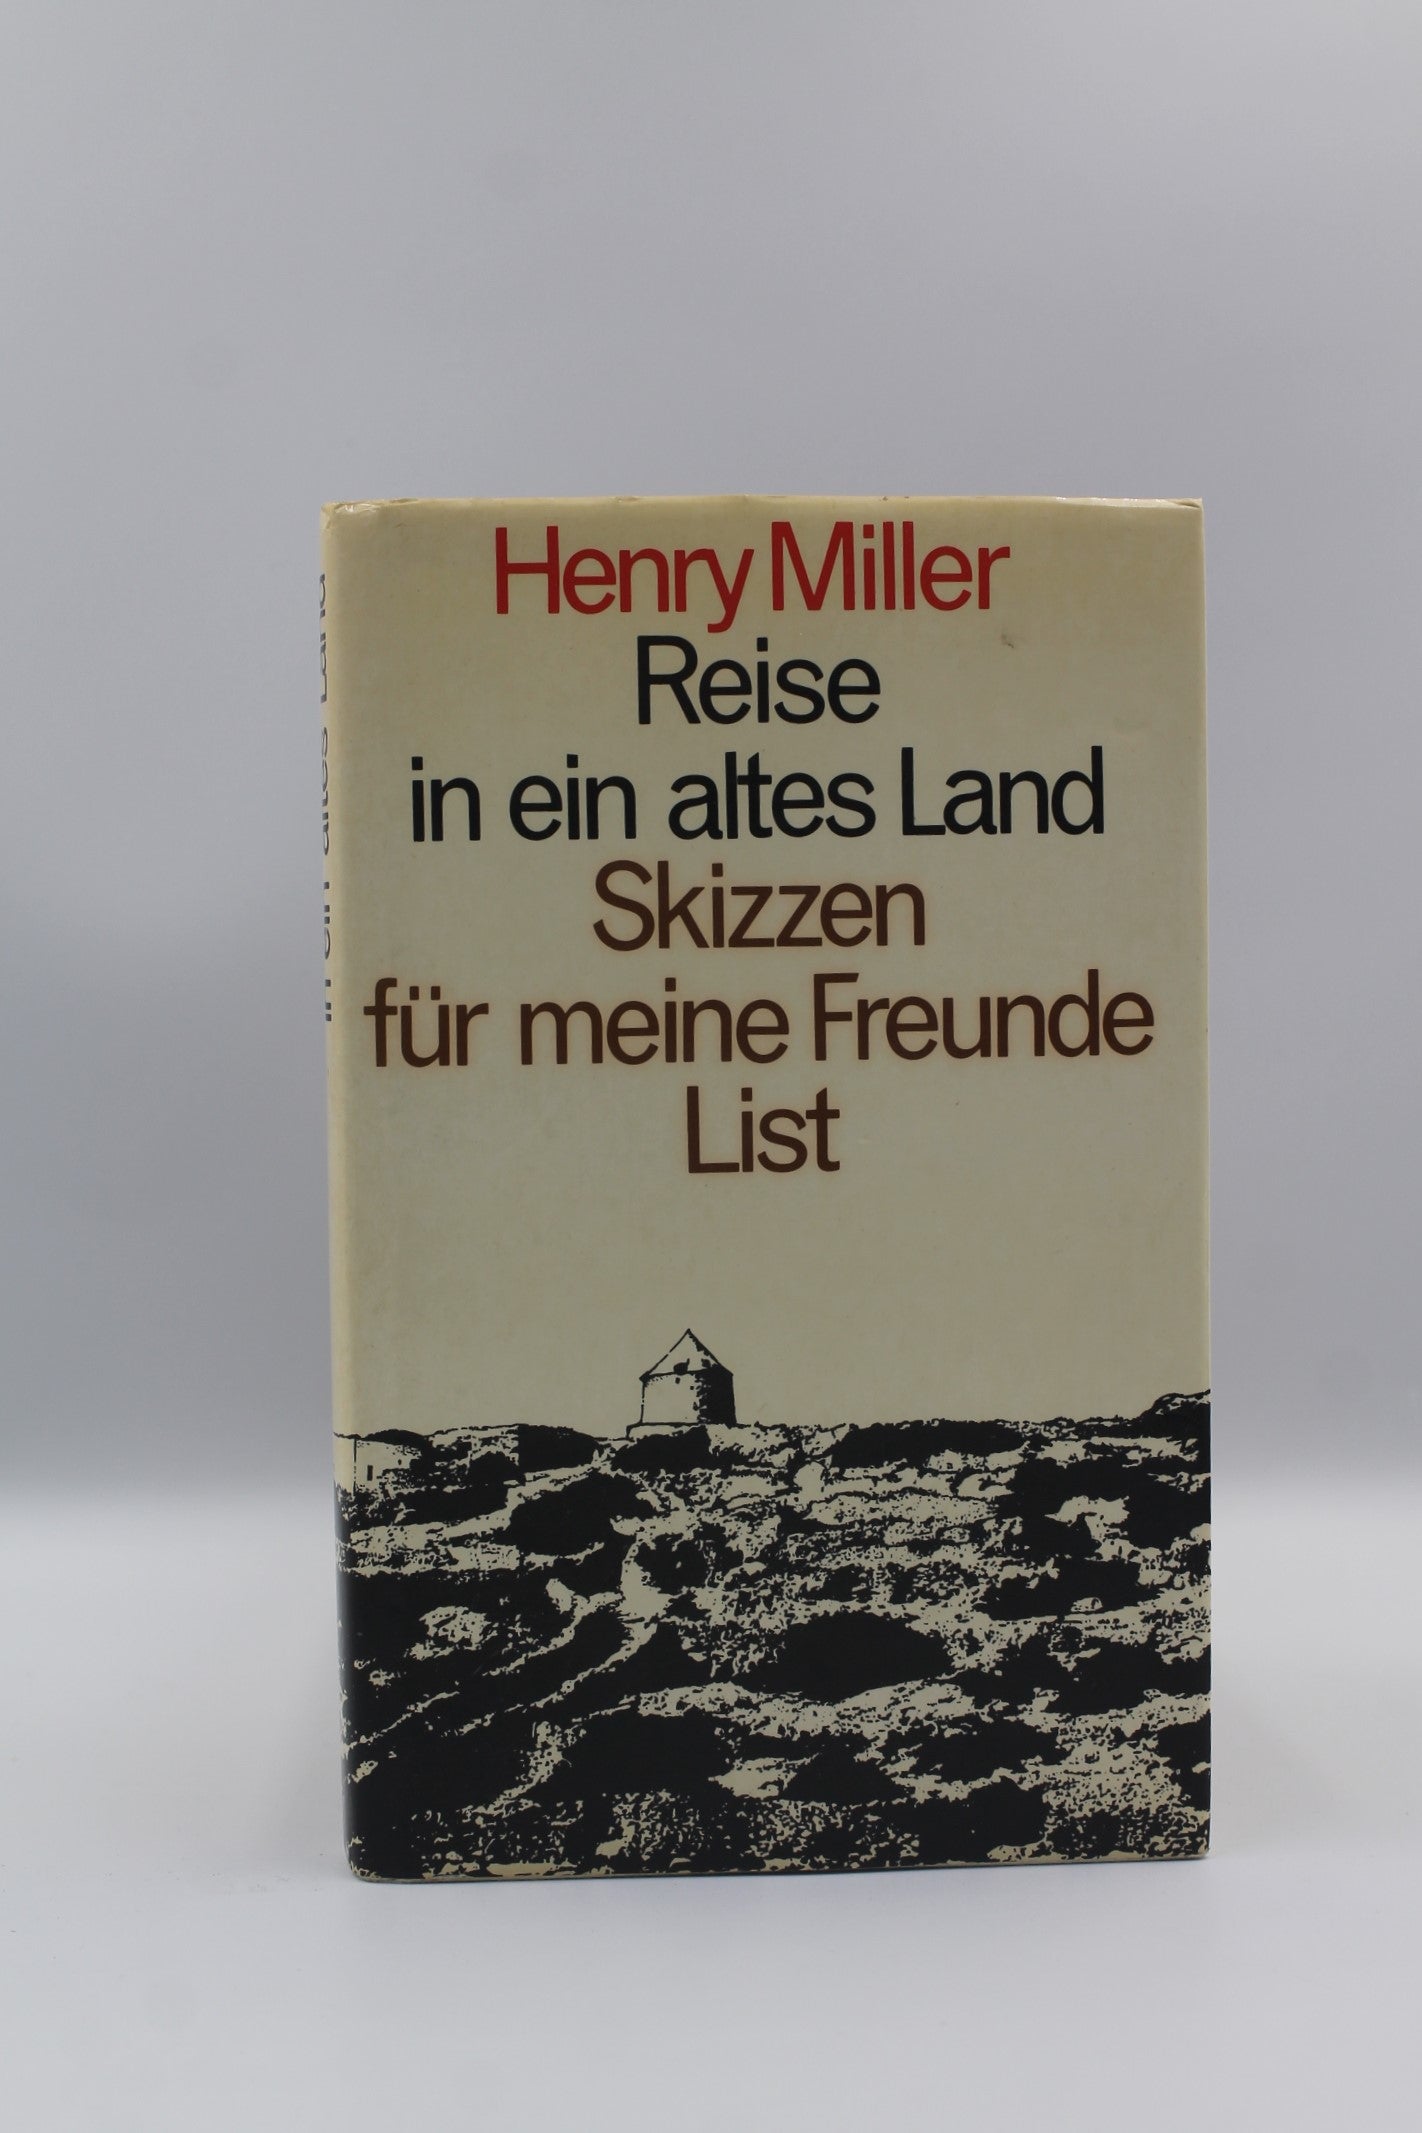 Henry Miller
Reise
in ein altes Land
Skizzen
für meine Freunde
List
in ein altes Land